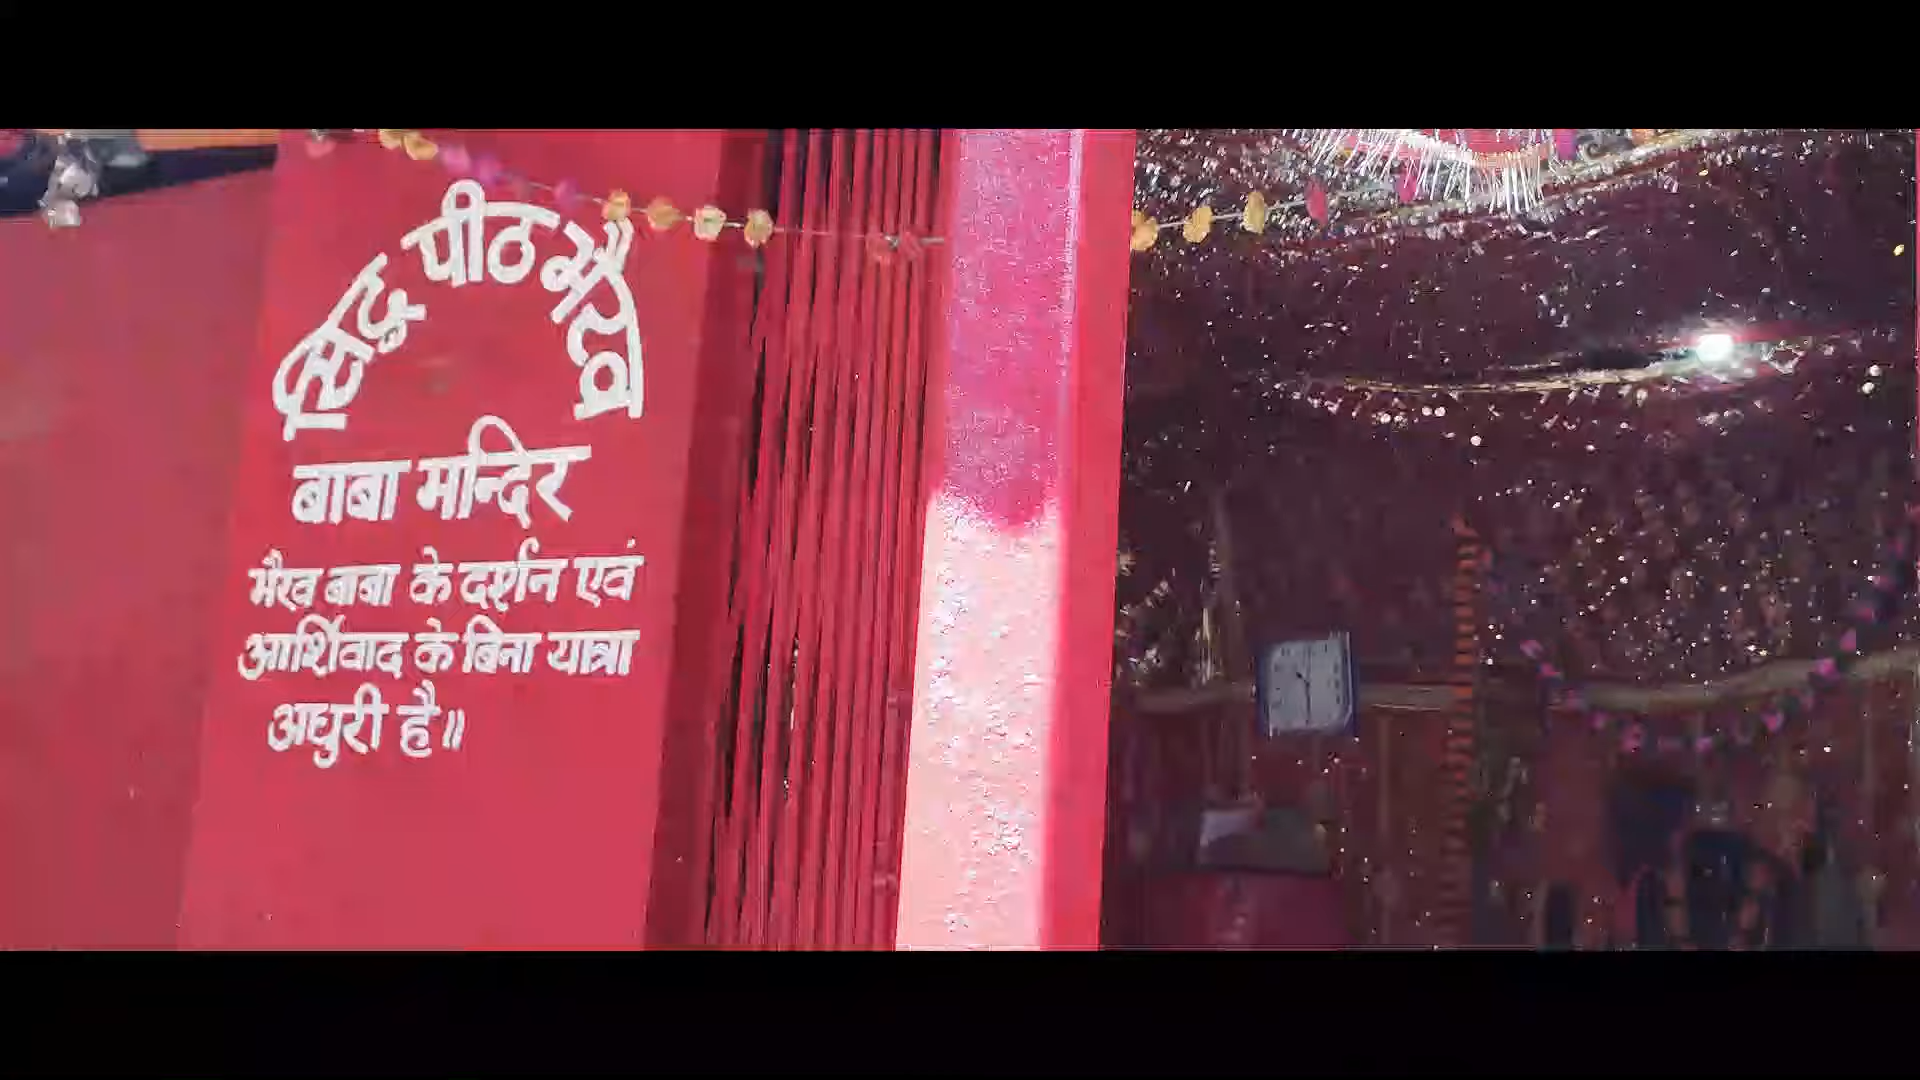 सिद्ध पीठ भैरव
बाबा मन्दिर
भैरव बाबा के दर्शन एवं
आर्शिवाद के बिना यात्रा
अधुरी है॥